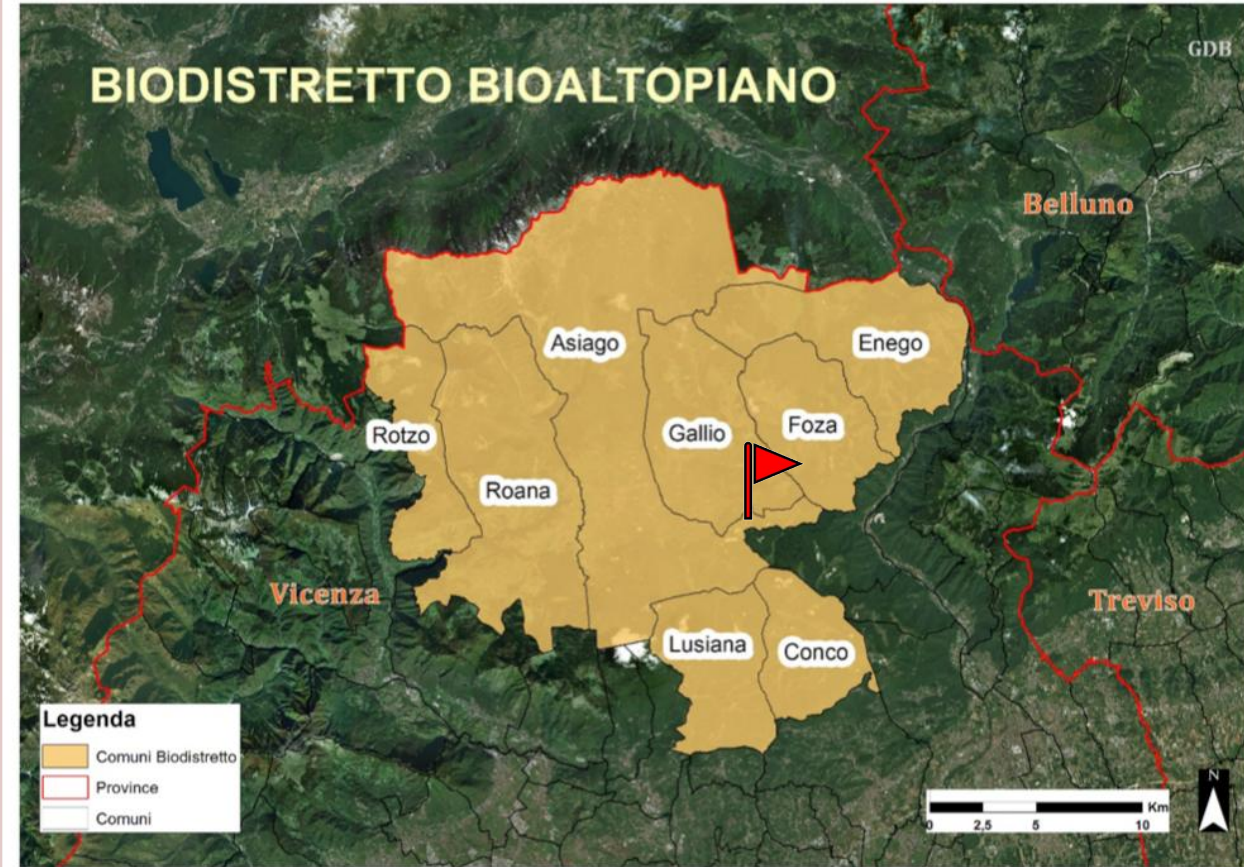 GDB
BIODISTRETTO BIOALTOPIANO
Belluno
Asiago
Enego
Rotzo
Gallio
Foza
Roana
Vicenza
Treviso
Lusiana
Conco
Legenda
Comuni Biodistretto
Province
Comuni
Km
0 2,5 5 10
N